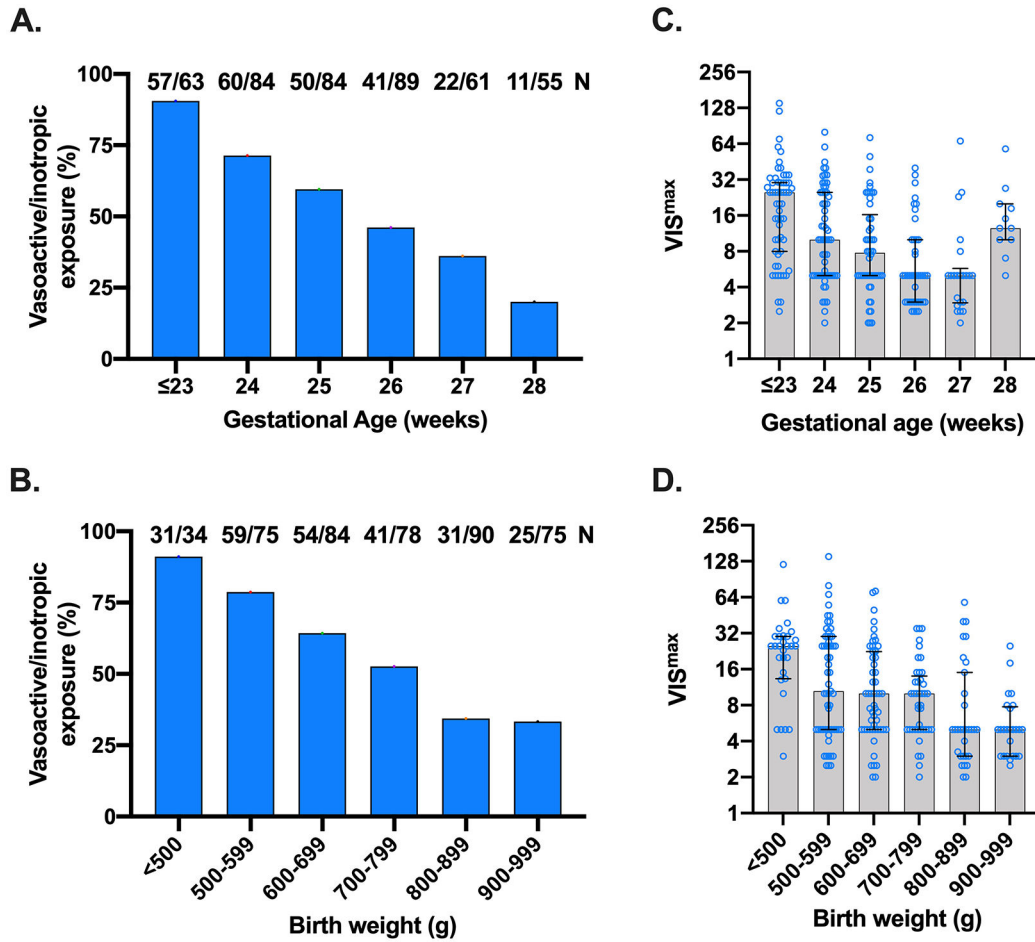 A.
57/63 60/84 50/84 41/89 22/61 11/55 N
100
75
50
25
0
Vasoactive/inotropic
exposure (%)
≤23 24 25 26 27 28
Gestational Age (weeks)
C.
256
128
64
32
16
8
4
2
1
VISmax
≤23 24 25 26 27 28
Gestational age (weeks)
B.
31/34 59/75 54/84 41/78 31/90 25/75 N
100
75
50
25
0
Vasoactive/inotropic
exposure (%)
<500 500-599 600-699 700-799 800-899 900-999
Birth weight (g)
D.
256
128
64
32
16
8
4
2
1
VISmax
<500 500-599 600-699 700-799 800-899 900-999
Birth weight (g)